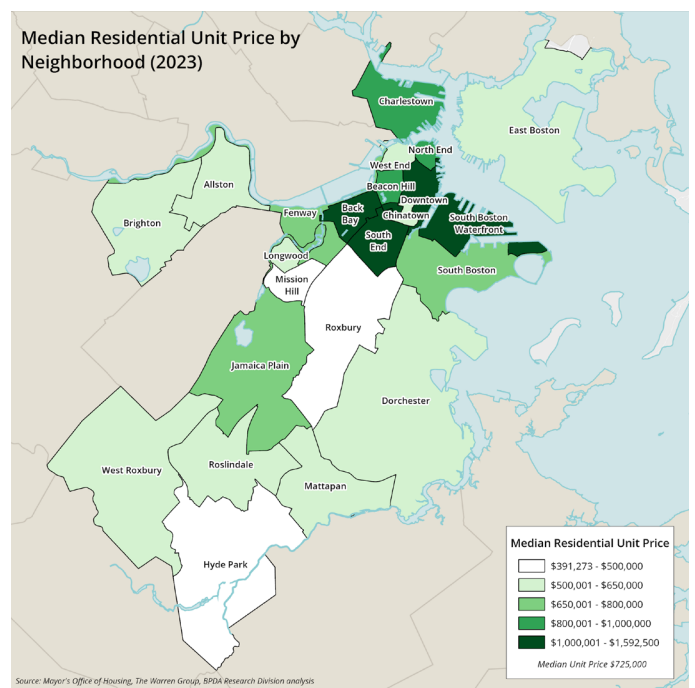 Median Residential Unit Price by
Neighborhood (2023)
Charlestown
East Boston
North End
West End
Beacon Hill
Downtown
Chinatown
Allston
Brighton
Fenway
Back
Bay
South
End
South Boston
Waterfront
Longwood
South Boston
Mission
Hill
Roxbury
Jamaica Plain
Dorchester
West Roxbury
Roslindale
Mattapan
Hyde Park
Median Residential Unit Price
$391,273 - $500,000
$500,001 - $650,000
$650,001 - $800,000
$800,001 - $1,000,000
$1,000,001 - $1,592,500
Median Unit Price $725,000
Source: Mayor's Office of Housing, The Warren Group, BPDA Research Division analysis